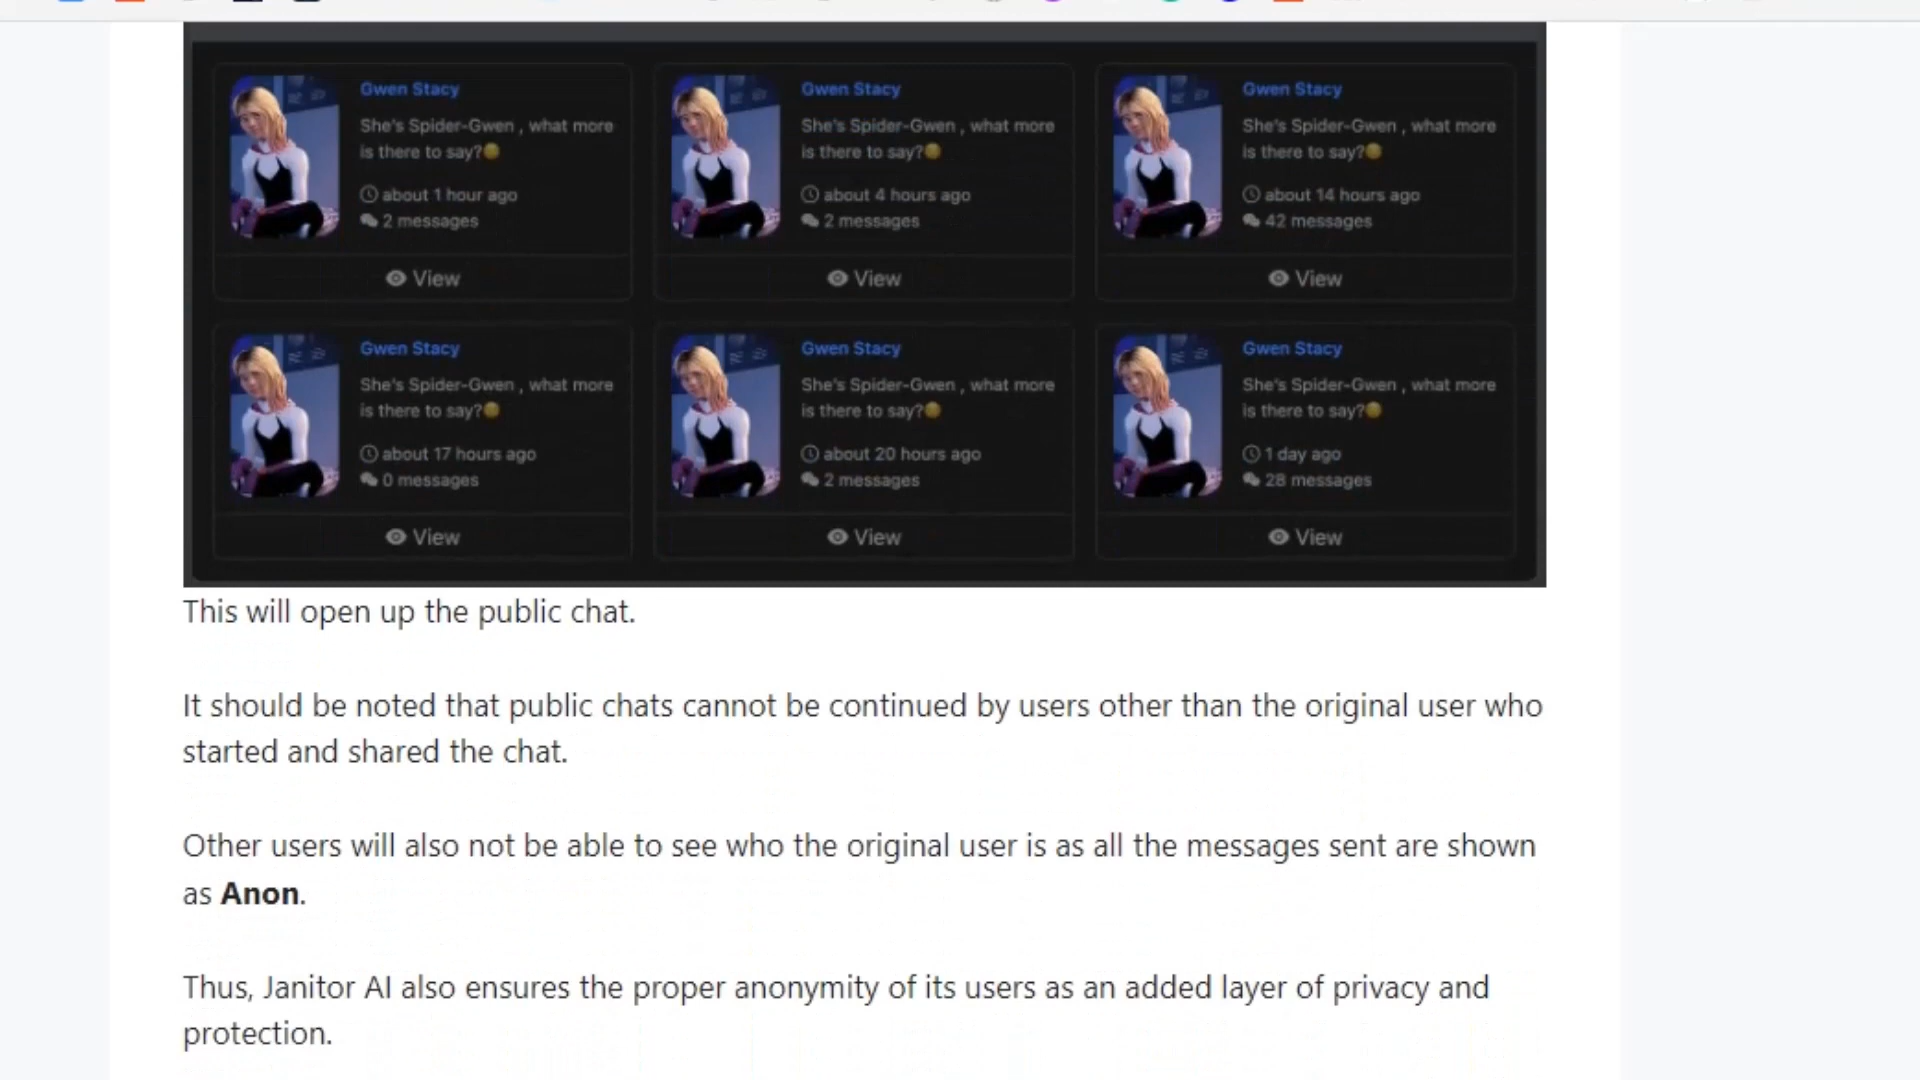 Gwen Stacy
She's Spider-Gwen , what more
is there to say?
about 1 hour ago
2 messages
View
Gwen Stacy
She's Spider-Gwen , what more
is there to say?
about 4 hours ago
2 messages
View
Gwen Stacy
She's Spider-Gwen , what more
is there to say?
about 14 hours ago
42 messages
View
Gwen Stacy
She's Spider-Gwen , what more
is there to say?
about 17 hours ago
0 messages
View
Gwen Stacy
She's Spider-Gwen , what more
is there to say?
about 20 hours ago
2 messages
View
Gwen Stacy
She's Spider-Gwen , what more
is there to say?
1 day ago
28 messages
View
This will open up the public chat.
It should be noted that public chats cannot be continued by users other than the original user who
started and shared the chat.
Other users will also not be able to see who the original user is as all the messages sent are shown
as Anon.
Thus, Janitor AI also ensures the proper anonymity of its users as an added layer of privacy and
protection.